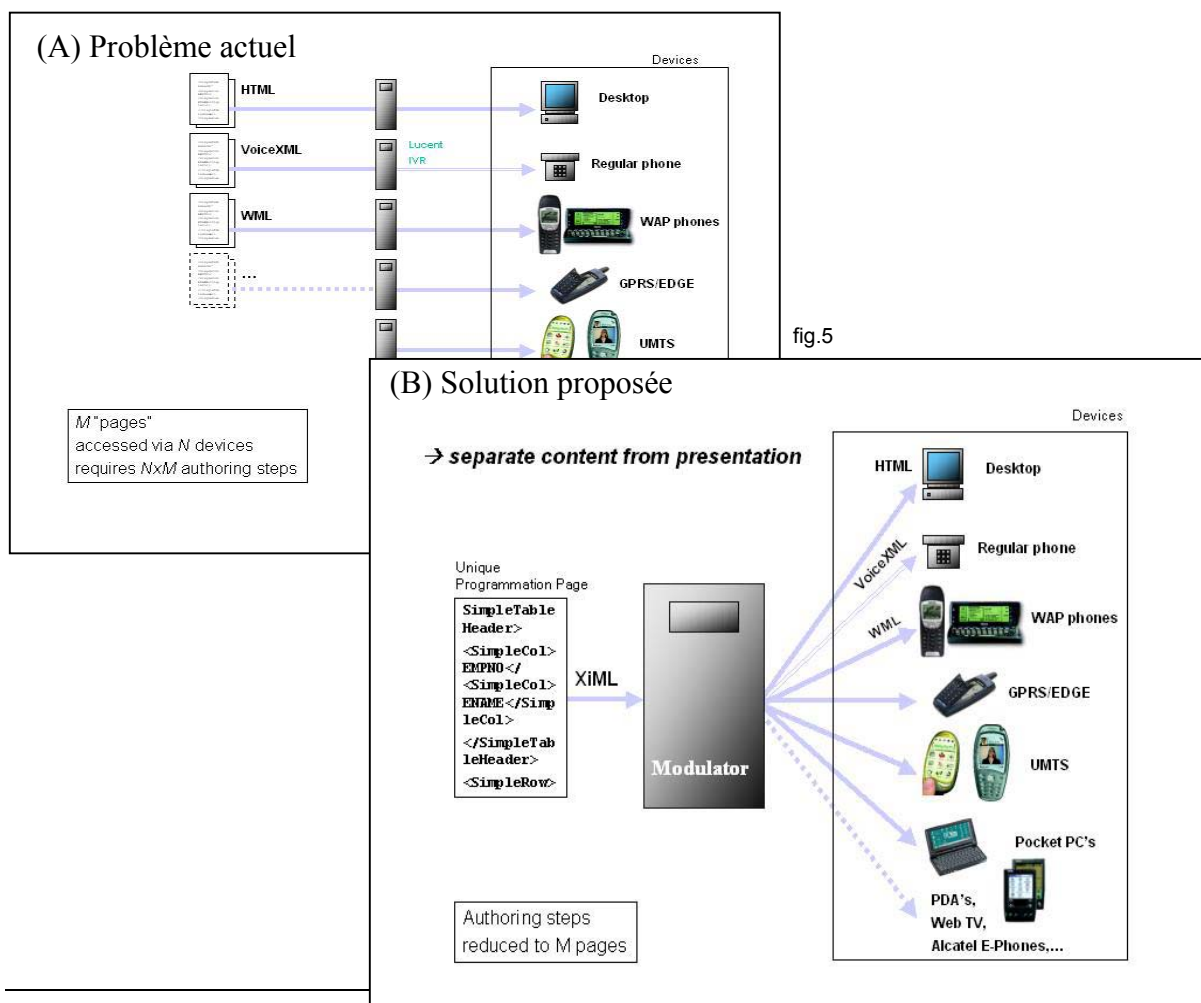 (A) Problème actuel
Devices
HTML
Desktop
VoiceXML
Lucent
IVR
Regular phone
WML
WAP phones
...
GPRS/EDGE
UMTS
M "pages"
accessed via N devices
requires NxM authoring steps
fig.5
(B) Solution proposée
Devices
→ separate content from presentation
HTML
Desktop
VoiceXML
Regular phone
WML
WAP phones
Unique
Programmation Page
SimpleTable
Header>
<SimpleCol>
EMPNO</
<SimpleCol>
ENAME</Simp
leCol>
</SimpleTab
leHeader>
<SimpleRow>
XiML
Modulator
GPRS/EDGE
UMTS
Pocket PC's
PDA's,
Web TV,
Alcatel E-Phones,...
Authoring steps
reduced to M pages